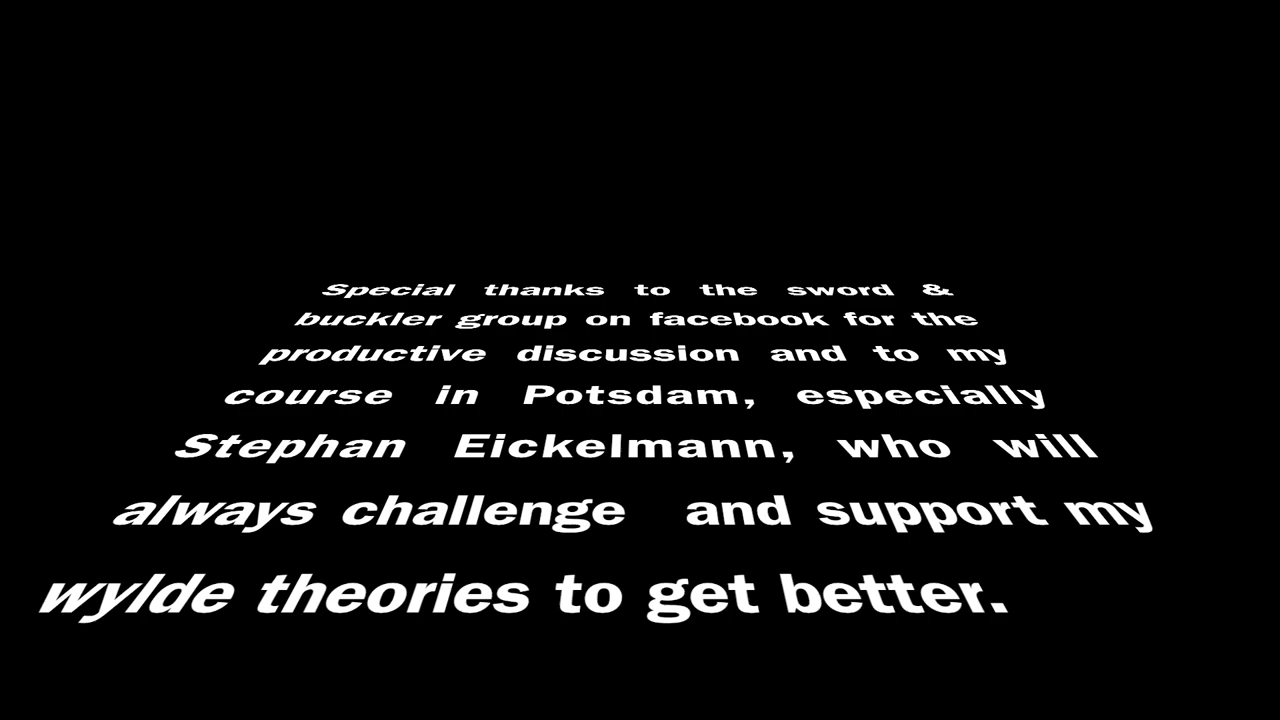 Special thanks to the sword &
buckler group on facebook for the
productive discussion and to my
course in Potsdam, especially
Stephan Eickelmann, who will
always challenge and support my
wylde theories to get better.